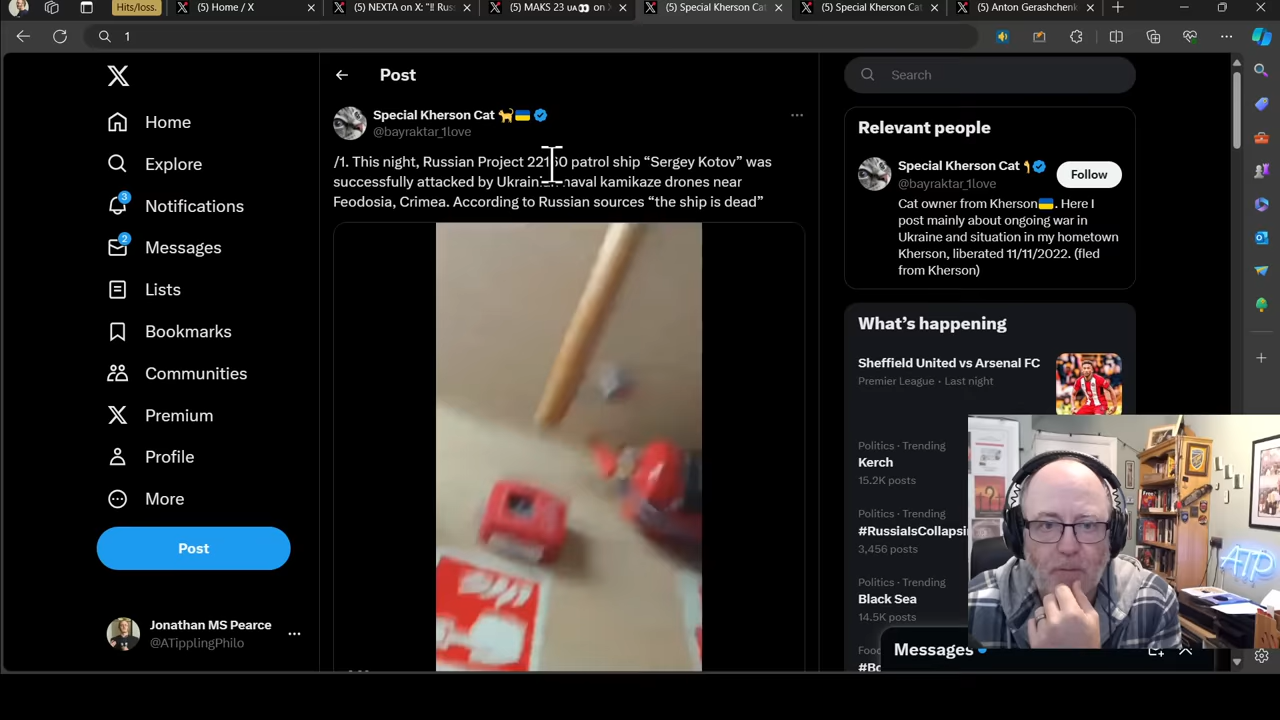 Hits/loss.
(5) Home / X
(5) NEXTA on X: "‼ Rus
(5) MAKS 23 👀 on
(5) Special Kherson Cat
(5) Special Kherson Cat
(5) Anton Gerashchenk
1
Post
Search
Home
Explore
3
Notifications
2
Messages
Lists
Bookmarks
Communities
Premium
Profile
More
Post
Jonathan MS Pearce
@ATipplingPhilo
Special Kherson Cat 🐈🇺🇦
@bayraktar_1love
/1. This night, Russian Project 22160 patrol ship “Sergey Kotov” was
successfully attacked by Ukrainian naval kamikaze drones near
Feodosia, Crimea. According to Russian sources “the ship is dead”
Relevant people
Special Kherson Cat
@bayraktar_1love
Follow
Cat owner from Kherson🇺🇦. Here I
post mainly about ongoing war in
Ukraine and situation in my hometown
Kherson, liberated 11/11/2022. (fled
from Kherson)
What’s happening
Sheffield United vs Arsenal FC
Premier League • Last night
Politics • Trending
Kerch
15.2K posts
Politics • Trending
#RussiaIsCollapsi
3,456 posts
Politics • Trending
Black Sea
14.5K posts
Messages
ATP